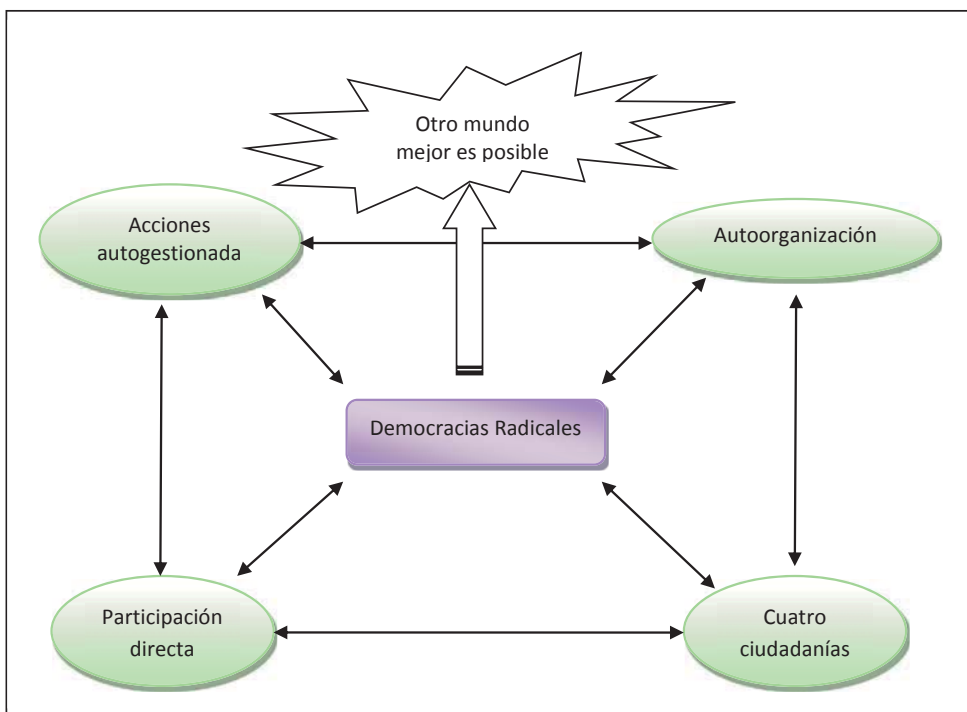 Otro mundo
mejor es posible
Acciones
autogestionada
Autoorganización
Democracias Radicales
Participación
directa
Cuatro
ciudadanías